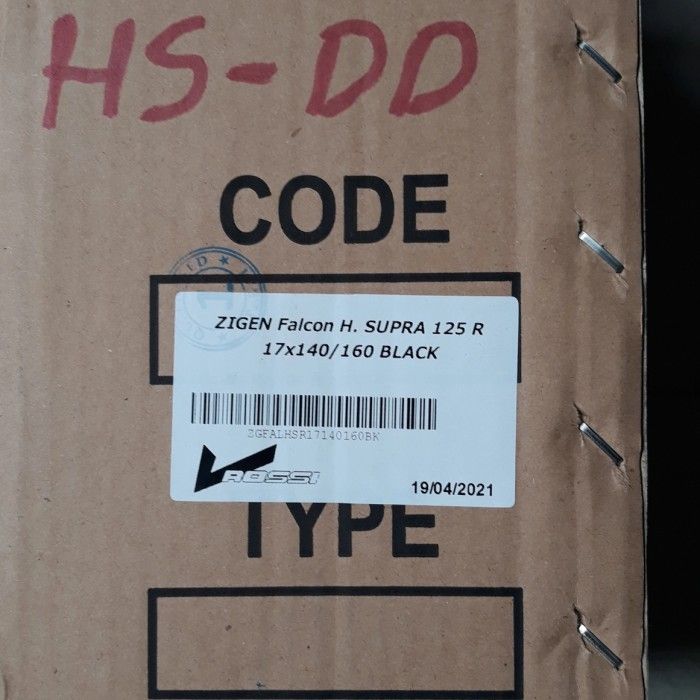 HS-DD
CODE
ZIGEN Falcon H. SUPRA 125 R
17x140/160 BLACK
ZGFALHSR17140160BK
V ROSSI
19/04/2021
TYPE